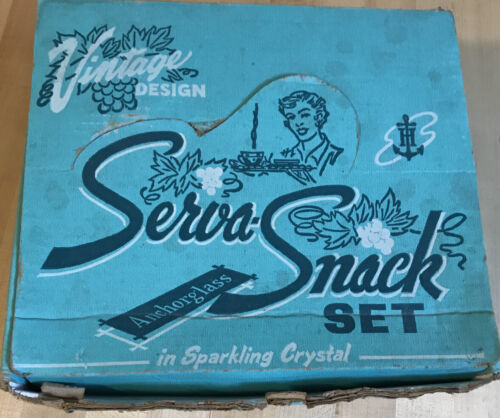 Vintage
DESIGN
Serva-Snack
SET
Anchorglass
in Sparkling Crystal